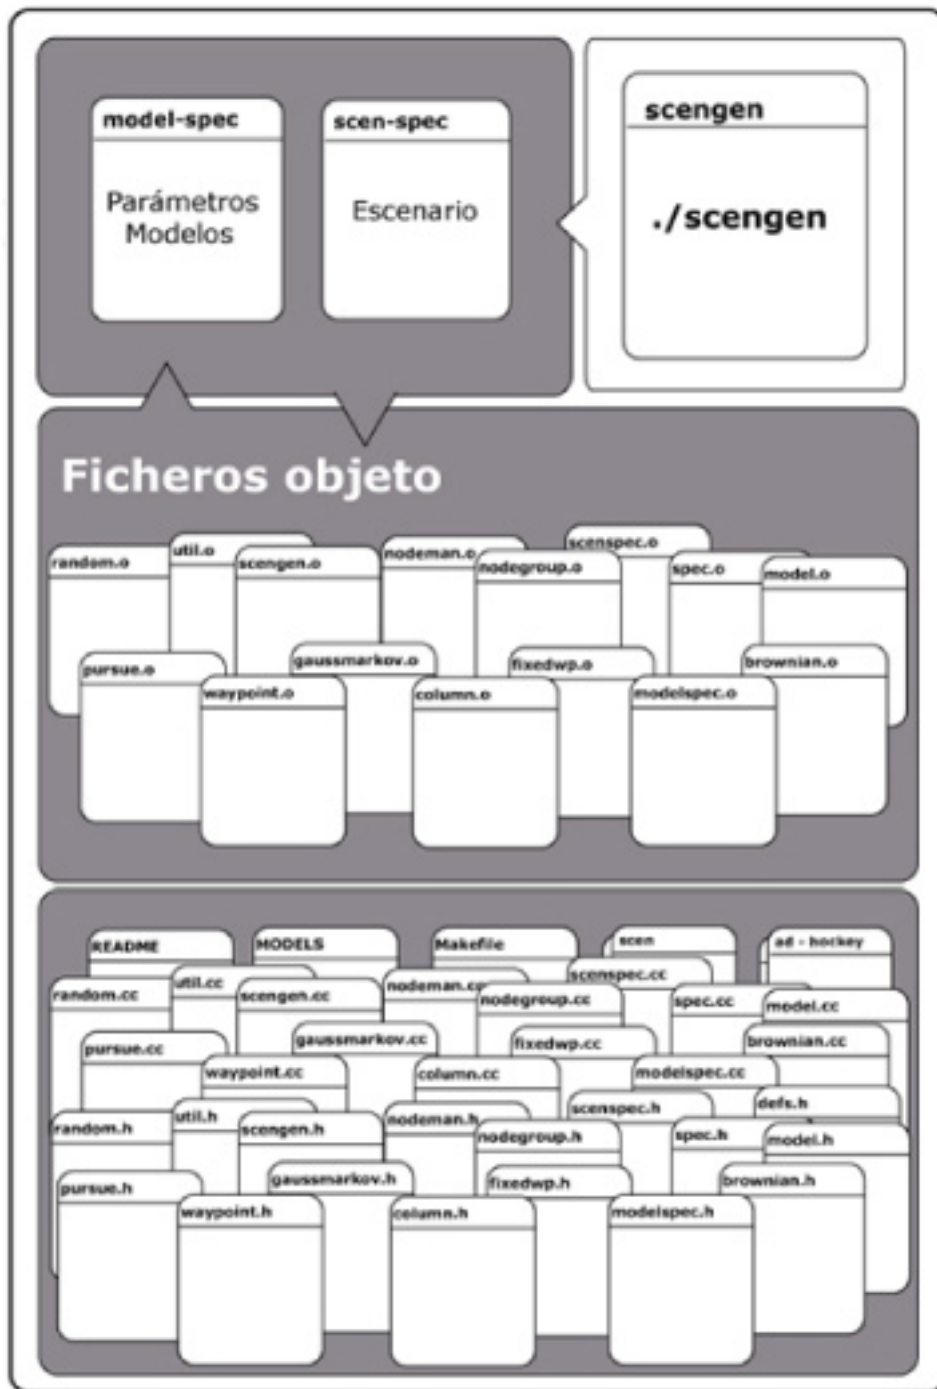 model-spec
Parámetros
Modelos
scen-spec
Escenario
scengen
./scengen
Ficheros objeto
random.o
util.o
scengen.o
nodeman.o
nodegroup.o
scenspec.o
spec.o
model.o
pursue.o
gaussmarkov.o
fixedwp.o
brownian.o
waypoint.o
column.o
modelspec.o
README
MODELS
Makefile
scen
ad - hockey
random.cc
util.cc
scengen.cc
nodeman.cc
nodegroup.cc
scenspec.cc
spec.cc
model.cc
pursue.cc
gaussmarkov.cc
fixedwp.cc
brownian.cc
waypoint.cc
column.cc
modelspec.cc
random.h
util.h
scengen.h
nodeman.h
nodegroup.h
scenspec.h
spec.h
defs.h
model.h
pursue.h
gaussmarkov.h
fixedwp.h
brownian.h
waypoint.h
column.h
modelspec.h